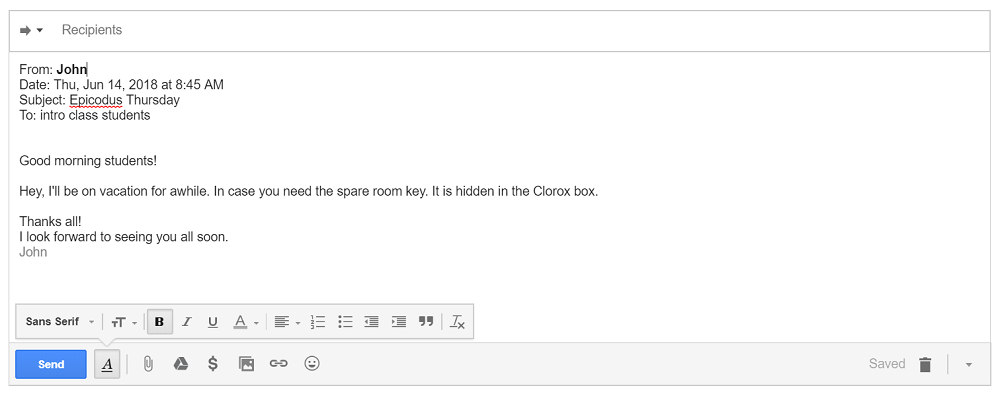 Recipients
From: John
Date: Thu, Jun 14, 2018 at 8:45 AM
Subject: Epicodus Thursday
To: intro class students
Good morning students!
Hey, I'll be on vacation for awhile. In case you need the spare room key. It is hidden in the Clorox box.
Thanks all!
I look forward to seeing you all soon.
John
Sans Serif TT B I U A Tx
Send A $ Saved